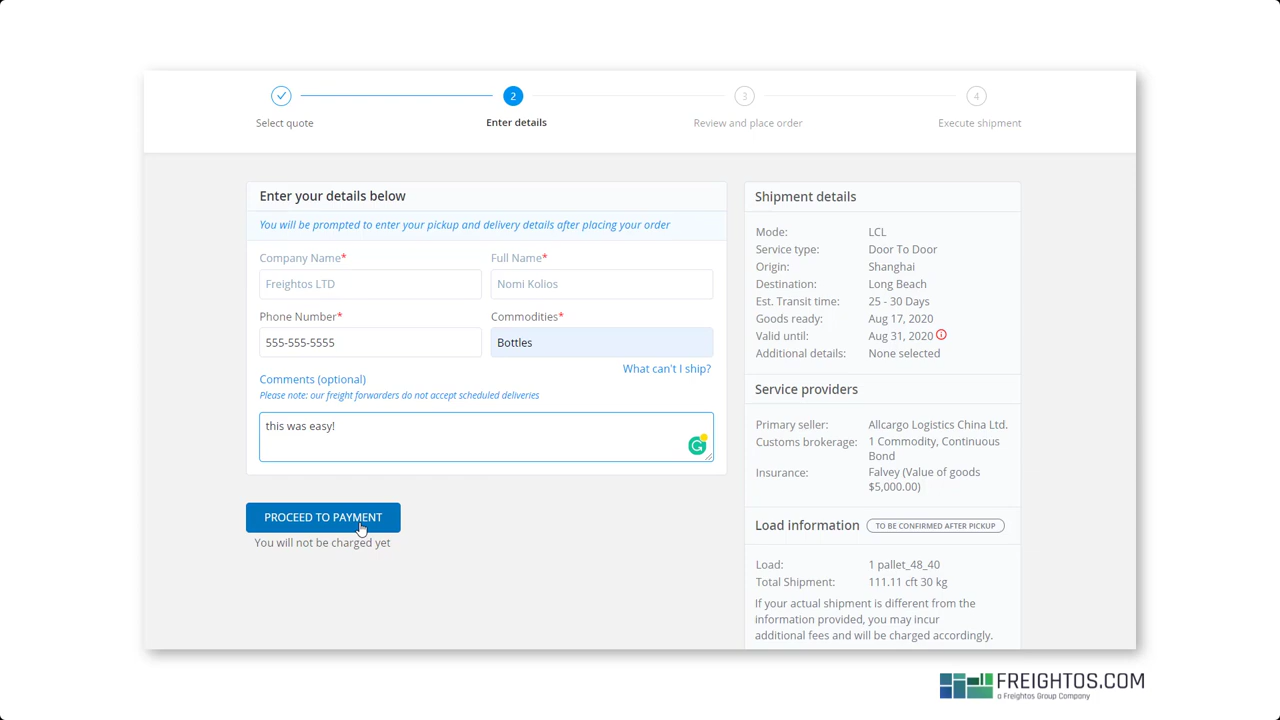 2
3
4
Select quote
Enter details
Review and place order
Execute shipment
Enter your details below
You will be prompted to enter your pickup and delivery details after placing your order
Company Name*
Full Name*
Freightos LTD
Nomi Kolios
Phone Number*
Commodities*
555-555-5555
Bottles
What can't I ship?
Comments (optional)
Please note: our freight forwarders do not accept scheduled deliveries
this was easy!
PROCEED TO PAYMENT
You will not be charged yet
Shipment details
Mode: LCL
Service type: Door To Door
Origin: Shanghai
Destination: Long Beach
Est. Transit time: 25 - 30 Days
Goods ready: Aug 17, 2020
Valid until: Aug 31, 2020
Additional details: None selected
Service providers
Primary seller: Allcargo Logistics China Ltd.
Customs brokerage: 1 Commodity, Continuous
Bond
Insurance: Falvey (Value of goods
$5,000.00)
Load information TO BE CONFIRMED AFTER PICKUP
Load: 1 pallet_48_40
Total Shipment: 111.11 cft 30 kg
If your actual shipment is different from the
information provided, you may incur
additional fees and will be charged accordingly.
FREIGHTOS.COM
a Freightos Group Company